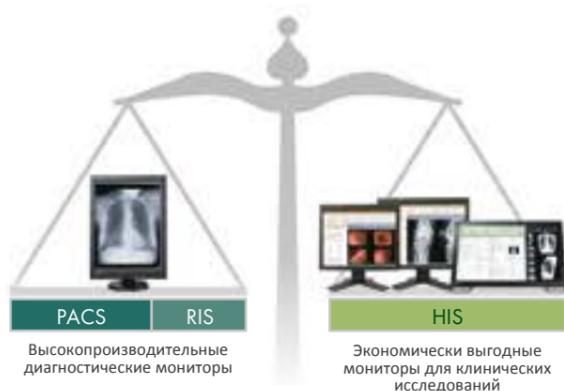 PACS
RIS
Высокопроизводительные
диагностические мониторы
HIS
Экономически выгодные
мониторы для клинических
исследований